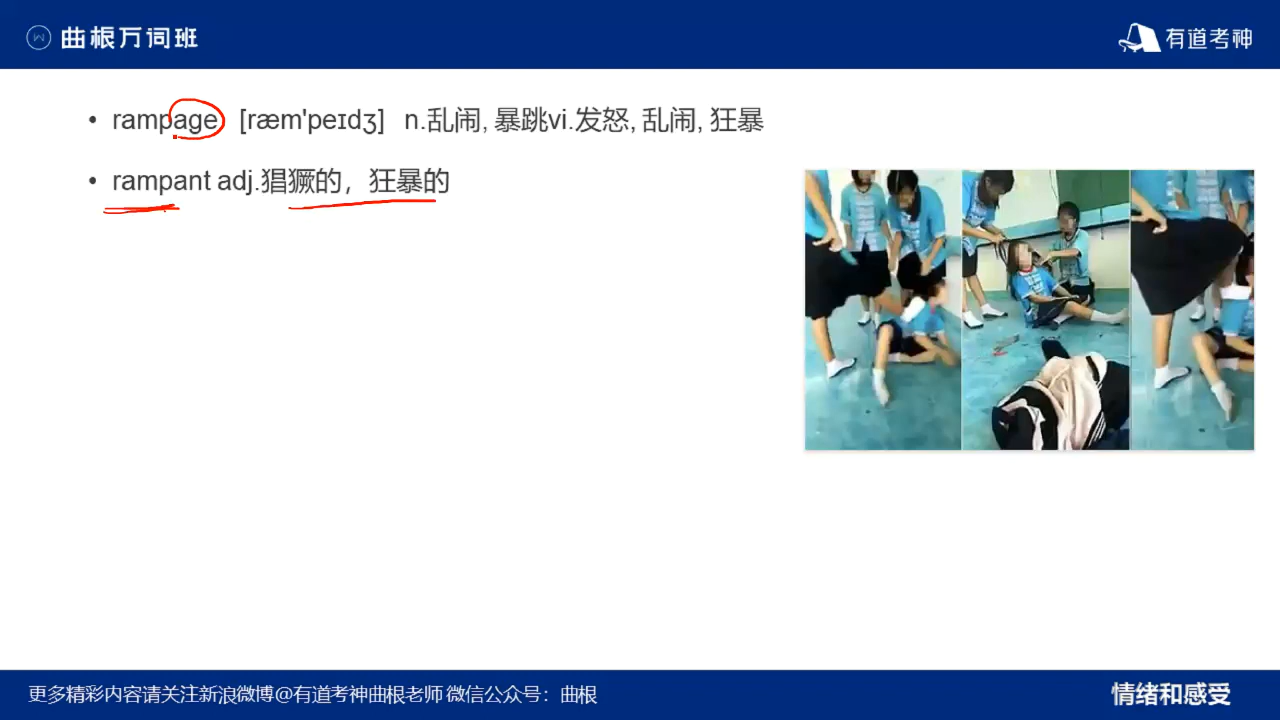 曲根万词班
有道考神
• rampage [ræm'peɪdʒ] n.乱闹, 暴跳vi.发怒, 乱闹, 狂暴
• rampant adj.猖獗的，狂暴的
更多精彩内容请关注新浪微博@有道考神曲根老师 微信公众号：曲根
情绪和感受